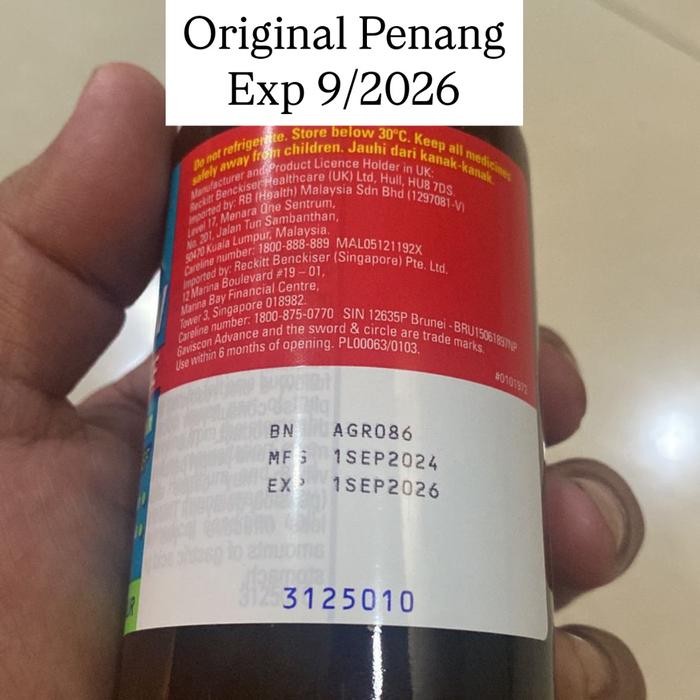 Original Penang
Exp 9/2026
Do not refrigerate. Store below 30°C. Keep all medicines
safely away from children. Jauhi dari kanak-kanak.
Manufacturer and Product Licence Holder in UK:
Reckitt Benckiser Healthcare (UK) Ltd, Hull, HU8 7DS.
Imported by: RB (Health) Malaysia Sdn Bhd (1297081-V)
Level 17, Menara One Sentrum,
No. 201, Jalan Tun Sambanthan,
50470 Kuala Lumpur, Malaysia.
Careline number: 1800-888-889 MAL05121192X
Imported by: Reckitt Benckiser (Singapore) Pte. Ltd.
12 Marina Boulevard #19 – 01,
Marina Bay Financial Centre,
Tower 3, Singapore 018982.
Careline number: 1800-875-0770 SIN 12635P Brunei - BRU15061897NP
Gaviscon Advance and the sword & circle are trade marks.
Use within 6 months of opening. PL00063/0103.
#0101972
BN AGR086
MFG 1SEP2024
EXP 1SEP2026
3125010